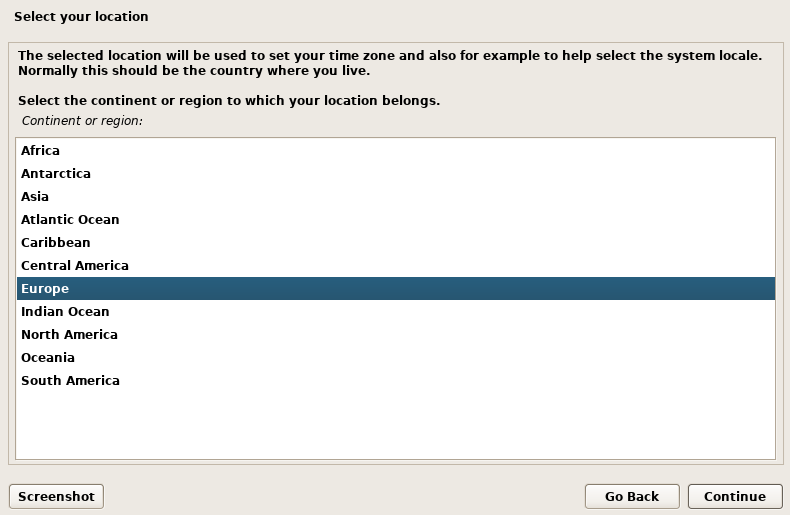 Select your location
The selected location will be used to set your time zone and also for example to help select the system locale.
Normally this should be the country where you live.
Select the continent or region to which your location belongs.
Continent or region:
Africa
Antarctica
Asia
Atlantic Ocean
Caribbean
Central America
Europe
Indian Ocean
North America
Oceania
South America
Screenshot
Go Back
Continue